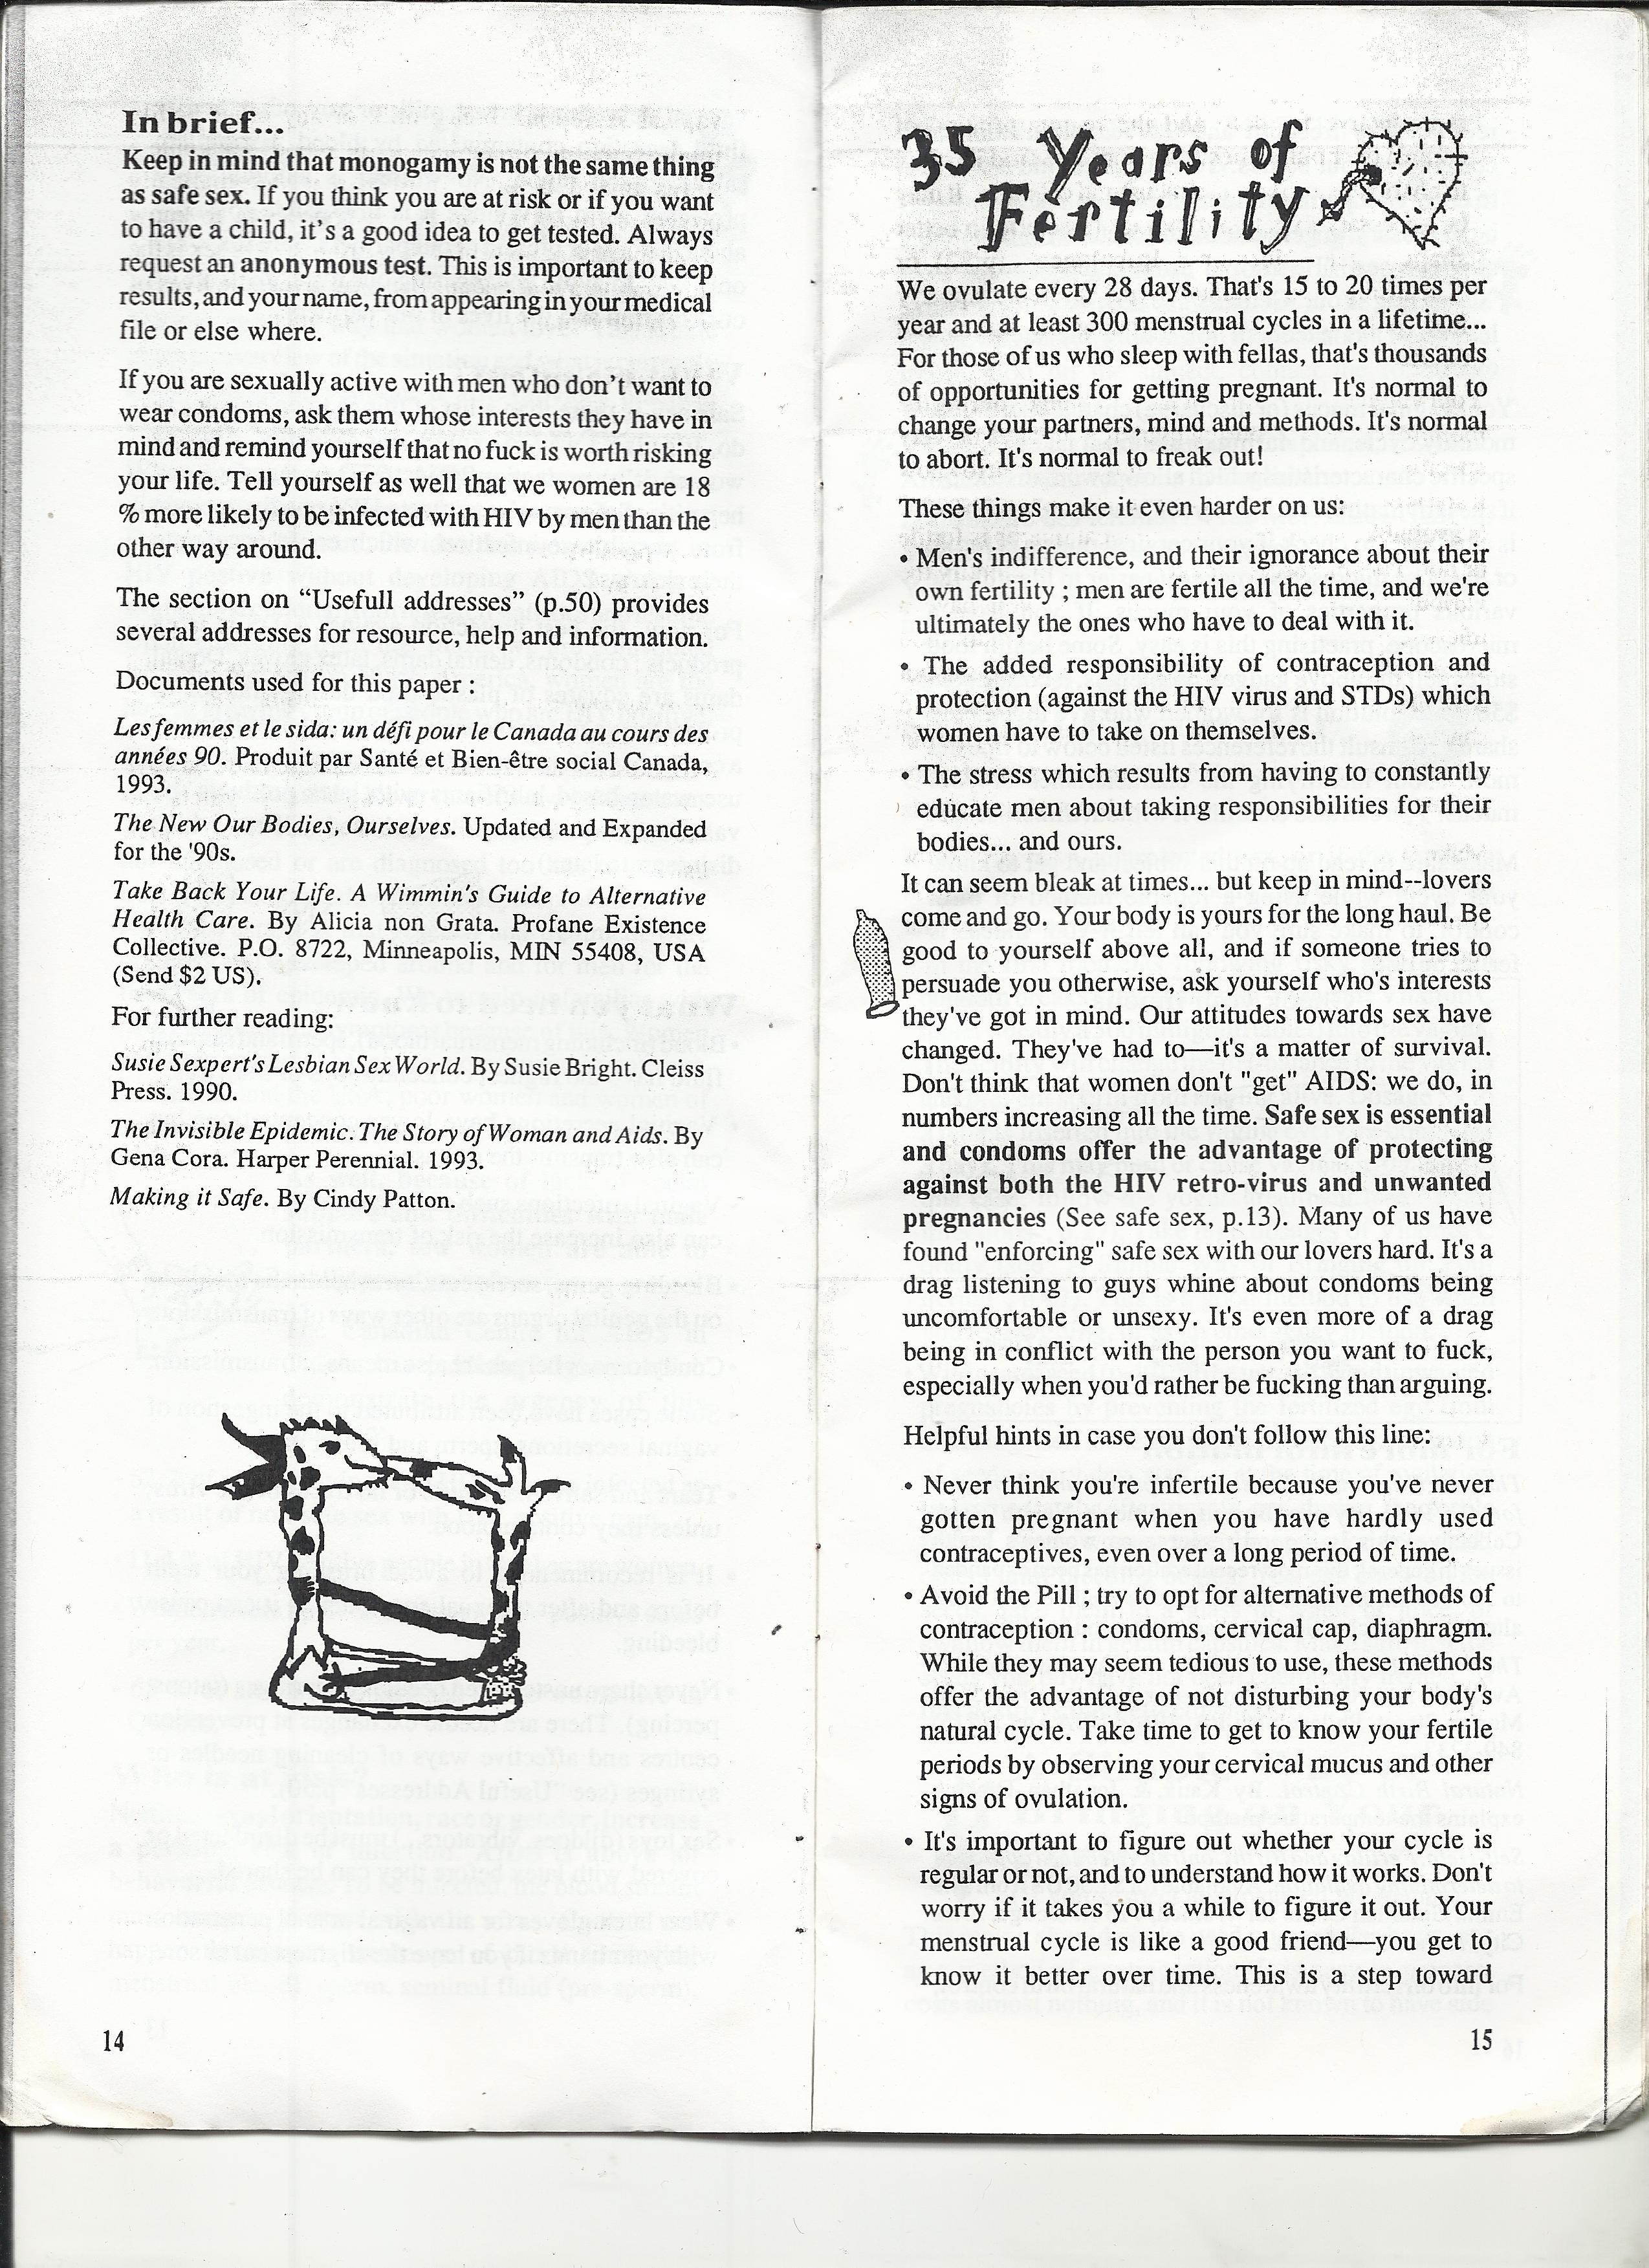 In brief...
Keep in mind that monogamy is not the same thing
as safe sex. If you think you are at risk or if you want
to have a child, it's a good idea to get tested. Always
request an anonymous test. This is important to keep
results, and your name, from appearing in your medical
file or else where.
If you are sexually active with men who don't want to
wear condoms, ask them whose interests they have in
mind and remind yourself that no fuck is worth risking
your life. Tell yourself as well that we women are 18
% more likely to be infected with HIV by men than the
other way around.
The section on “Usefull addresses” (p.50) provides
several addresses for resource, help and information.
Documents used for this paper :
Les femmes et le sida: un défi pour le Canada au cours des
années 90. Produit par Santé et Bien-être social Canada,
1993.
The New Our Bodies, Ourselves. Updated and Expanded
for the '90s.
Take Back Your Life. A Wimmin's Guide to Alternative
Health Care. By Alicia non Grata. Profane Existence
Collective. P.O. 8722, Minneapolis, MIN 55408, USA
(Send $2 US).
For further reading:
Susie Sexpert's Lesbian Sex World. By Susie Bright. Cleiss
Press. 1990.
The Invisible Epidemic. The Story of Woman and Aids. By
Gena Cora. Harper Perennial. 1993.
Making it Safe. By Cindy Patton.
14
35 Years of
Fertility
We ovulate every 28 days. That's 15 to 20 times per
year and at least 300 menstrual cycles in a lifetime...
For those of us who sleep with fellas, that's thousands
of opportunities for getting pregnant. It's normal to
change your partners, mind and methods. It's normal
to abort. It's normal to freak out!
These things make it even harder on us:
• Men's indifference, and their ignorance about their
own fertility ; men are fertile all the time, and we're
ultimately the ones who have to deal with it.
• The added responsibility of contraception and
protection (against the HIV virus and STDs) which
women have to take on themselves.
• The stress which results from having to constantly
educate men about taking responsibilities for their
bodies... and ours.
It can seem bleak at times... but keep in mind--lovers
come and go. Your body is yours for the long haul. Be
good to yourself above all, and if someone tries to
persuade you otherwise, ask yourself who's interests
they've got in mind. Our attitudes towards sex have
changed. They've had to—it's a matter of survival.
Don't think that women don't "get" AIDS: we do, in
numbers increasing all the time. Safe sex is essential
and condoms offer the advantage of protecting
against both the HIV retro-virus and unwanted
pregnancies (See safe sex, p.13). Many of us have
found "enforcing" safe sex with our lovers hard. It's a
drag listening to guys whine about condoms being
uncomfortable or unsexy. It's even more of a drag
being in conflict with the person you want to fuck,
especially when you'd rather be fucking than arguing.
Helpful hints in case you don't follow this line:
• Never think you're infertile because you've never
gotten pregnant when you have hardly used
contraceptives, even over a long period of time.
• Avoid the Pill ; try to opt for alternative methods of
contraception : condoms, cervical cap, diaphragm.
While they may seem tedious to use, these methods
offer the advantage of not disturbing your body's
natural cycle. Take time to get to know your fertile
periods by observing your cervical mucus and other
signs of ovulation.
• It's important to figure out whether your cycle is
regular or not, and to understand how it works. Don't
worry if it takes you a while to figure it out. Your
menstrual cycle is like a good friend—you get to
know it better over time. This is a step toward
15